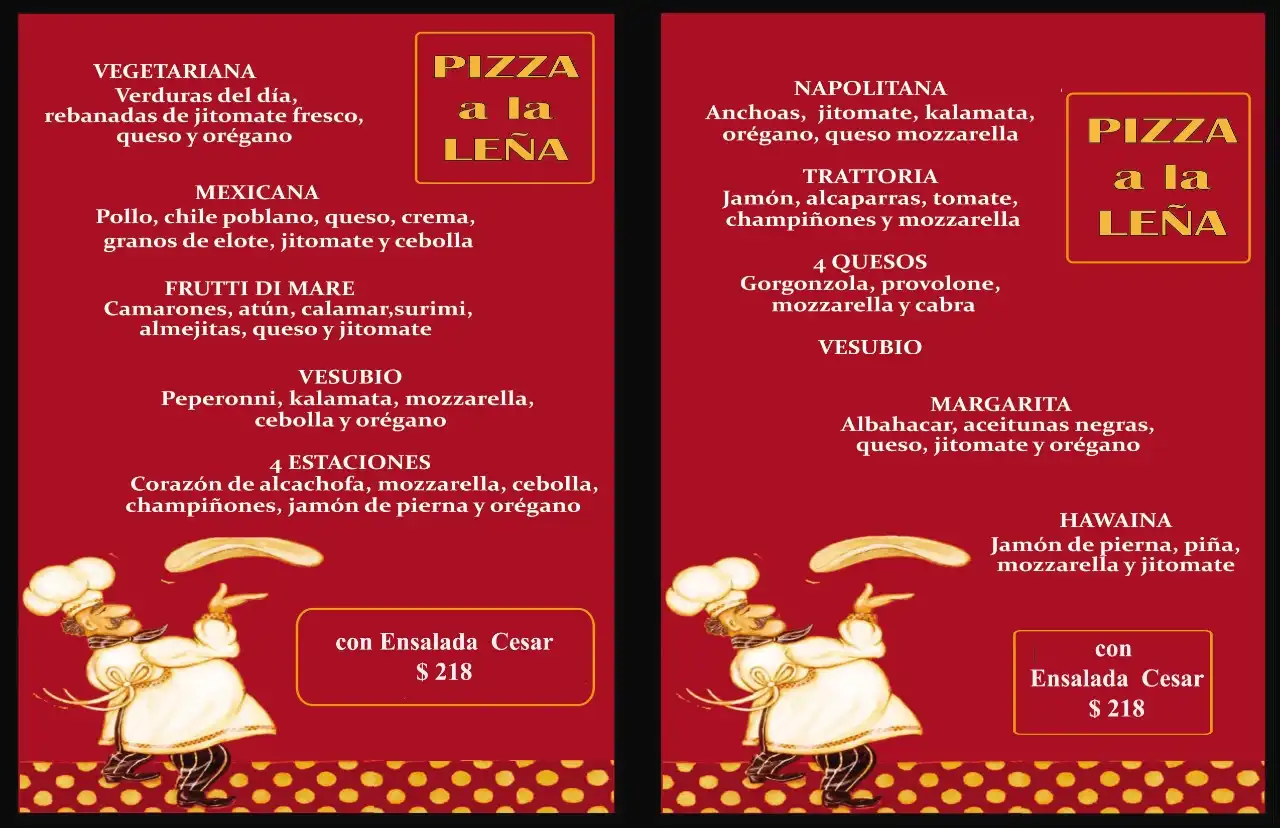 VEGETARIANA
Verduras del día,
rebanadas de jitomate fresco,
queso y orégano
PIZZA
a la
LEÑA
MEXICANA
Pollo, chile poblano, queso, crema,
granos de elote, jitomate y cebolla
FRUTTI DI MARE
Camarones, atún, calamar,surimi,
almejitas, queso y jitomate
VESUBIO
Peperonni, kalamata, mozzarella,
cebolla y orégano
4 ESTACIONES
Corazón de alcachofa, mozzarella, cebolla,
champiñones, jamón de pierna y orégano
con Ensalada Cesar
$ 218
NAPOLITANA
Anchoas, jitomate, kalamata,
orégano, queso mozzarella
PIZZA
a la
LEÑA
TRATTORIA
Jamón, alcaparras, tomate,
champiñones y mozzarella
4 QUESOS
Gorgonzola, provolone,
mozzarella y cabra
VESUBIO
MARGARITA
Albahacar, aceitunas negras,
queso, jitomate y orégano
HAWAINA
Jamón de pierna, piña,
mozzarella y jitomate
con
Ensalada Cesar
$ 218